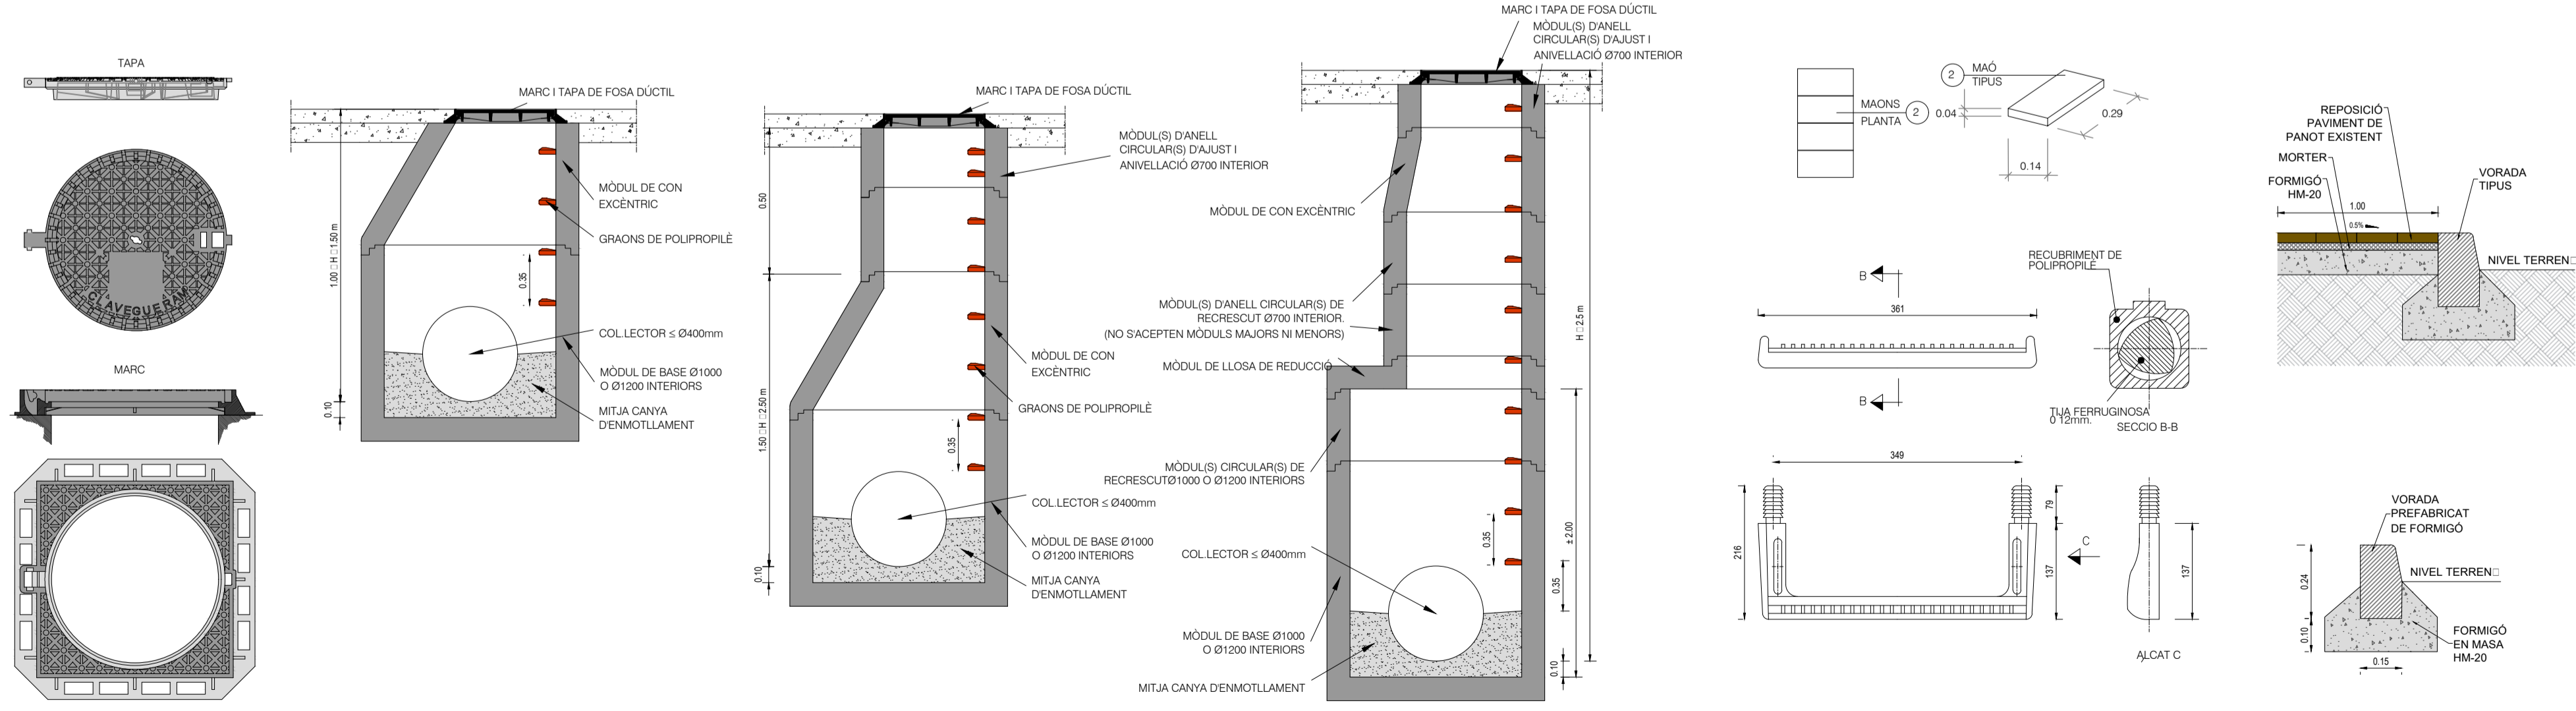 TAPA
CLAVEGUERAM
MARC
MARC I TAPA DE FOSA DÚCTIL
MÒDUL DE CON
EXCÈNTRIC
GRAONS DE POLIPROPILÈ
COL.LECTOR ≤ Ø400mm
MÒDUL DE BASE Ø1000
O Ø1200 INTERIORS
MITJA CANYA
D'ENMOTLLAMENT
1.00 □ H □ 1.50 m
0.10
0.35
MARC I TAPA DE FOSA DÚCTIL
MÒDUL(S) D'ANELL
CIRCULAR(S) D'AJUST I
ANIVELLACIÓ Ø700 INTERIOR
MÒDUL DE CON
EXCÈNTRIC
GRAONS DE POLIPROPILÈ
COL.LECTOR ≤ Ø400mm
MÒDUL DE BASE Ø1000
O Ø1200 INTERIORS
MITJA CANYA
D'ENMOTLLAMENT
0.50
1.50 □ H □ 2.50 m
0.10
0.35
MARC I TAPA DE FOSA DÚCTIL
MÒDUL(S) D'ANELL
CIRCULAR(S) D'AJUST I
ANIVELLACIÓ Ø700 INTERIOR
MÒDUL DE CON EXCÈNTRIC
MÒDUL(S) D'ANELL CIRCULAR(S) DE
RECRESCUT Ø700 INTERIOR.
(NO S'ACEPTEN MÒDULS MAJORS NI MENORS)
MÒDUL DE LLOSA DE REDUCCIÓ
MÒDUL(S) CIRCULAR(S) DE
RECRESCUTØ1000 O Ø1200 INTERIORS
COL.LECTOR ≤ Ø400mm
MÒDUL DE BASE Ø1000
O Ø1200 INTERIORS
MITJA CANYA D'ENMOTLLAMENT
0.35
0.35
0.10
± 2.00
H □ 2.5 m
MAONS
PLANTA
2
2
MAÓ
TIPUS
0.04
0.29
0.14
B
361
B
RECUBRIMENT DE
POLIPROPILÈ
TIJA FERRUGINOSA
0 12mm.
SECCIO B-B
349
216
79
137
C
137
ALCAT C
REPOSICIÓ
PAVIMENT DE
PANOT EXISTENT
MORTER
FORMIGÓ
HM-20
1.00
0.5%
VORADA
TIPUS
NIVEL TERREN□
VORADA
PREFABRICAT
DE FORMIGÓ
NIVEL TERREN□
0.24
0.10
0.15
FORMIGÓ
EN MASA
HM-20